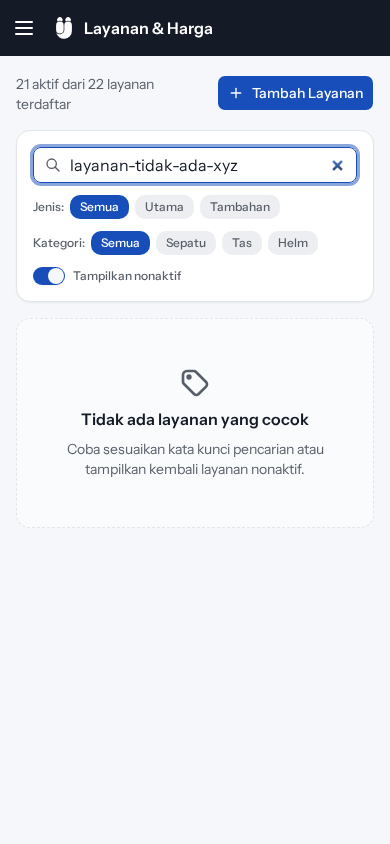 Layanan & Harga
21 aktif dari 22 layanan
terdaftar
Tambah Layanan
layanan-tidak-ada-xyz
Jenis: Semua Utama Tambahan
Kategori: Semua Sepatu Tas Helm
Tampilkan nonaktif
Tidak ada layanan yang cocok
Coba sesuaikan kata kunci pencarian atau
tampilkan kembali layanan nonaktif.